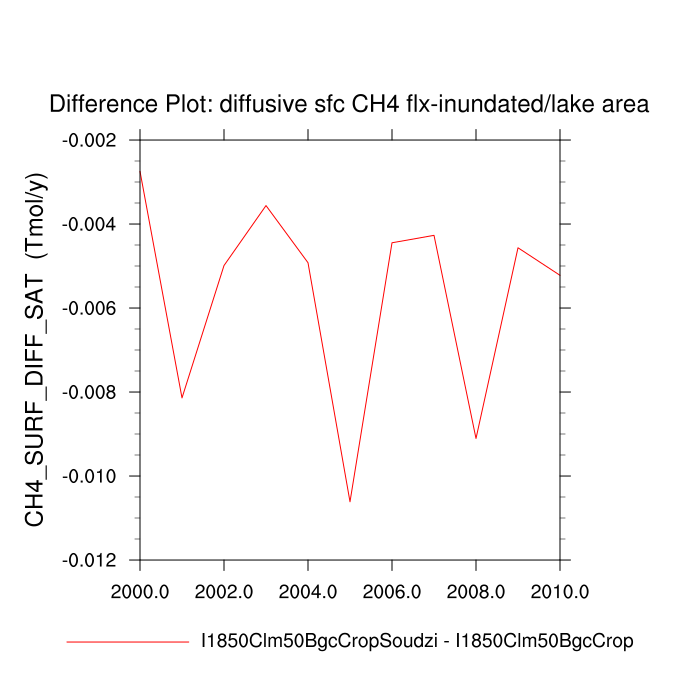 Difference Plot: diffusive sfc CH4 flx-inundated/lake area
CH4_SURF_DIFF_SAT (Tmol/y)
-0.002
-0.004
-0.006
-0.008
-0.010
-0.012
2000.0 2002.0 2004.0 2006.0 2008.0 2010.0
I1850Clm50BgcCropSoudzi - I1850Clm50BgcCrop